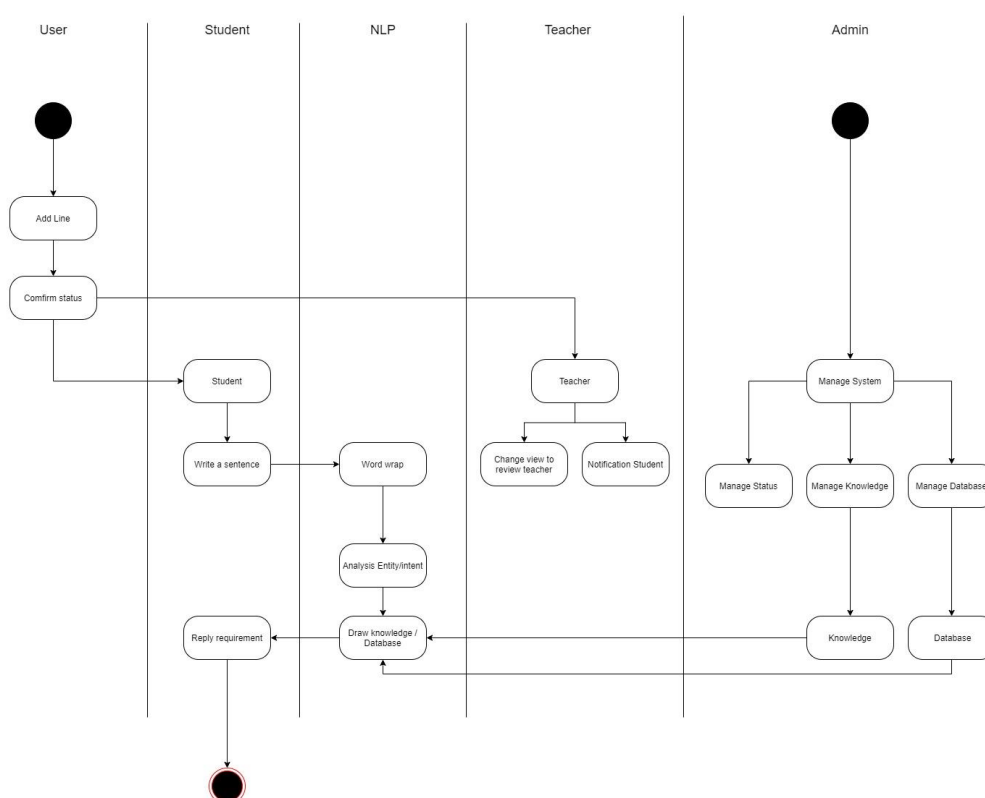 User
Student
NLP
Teacher
Admin
Add Line
Comfirm status
Student
Teacher
Manage System
Write a sentence
Word wrap
Change view to
review teacher
Notification Student
Manage Status
Manage Knowledge
Manage Database
Analysis Entity/intent
Reply requirement
Draw knowledge /
Database
Knowledge
Database